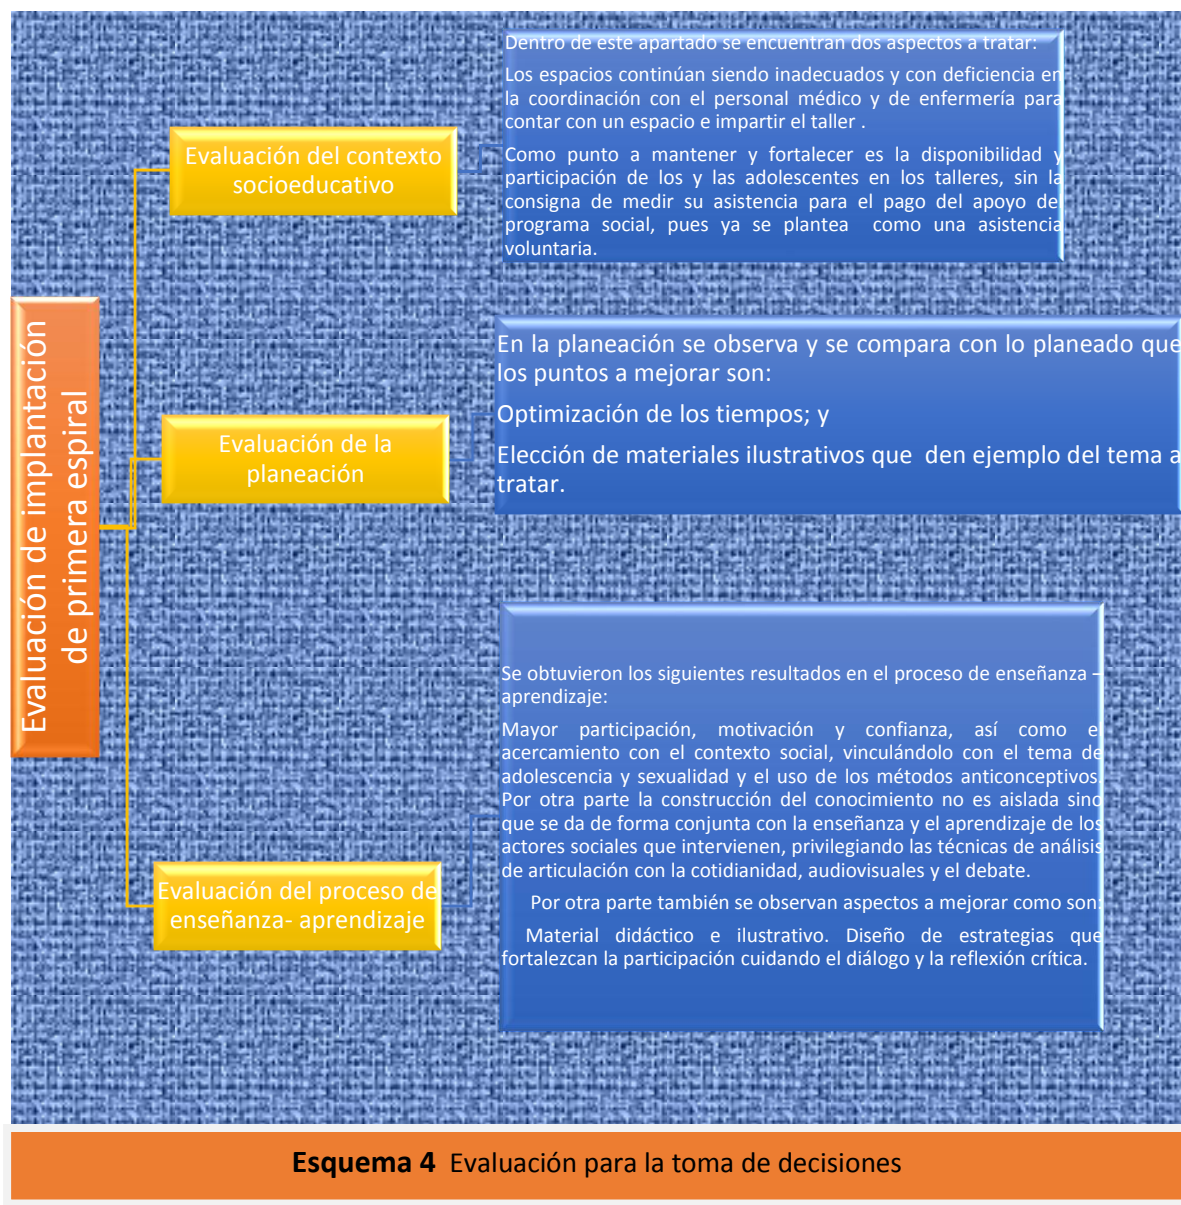 Evaluación de implantación
de primera espiral
Evaluación del contexto
socioeducativo
Dentro de este apartado se encuentran dos aspectos a tratar:
Los espacios continúan siendo inadecuados y con deficiencia en
la coordinación con el personal médico y de enfermería para
contar con un espacio e impartir el taller .
Como punto a mantener y fortalecer es la disponibilidad y
participación de los y las adolescentes en los talleres, sin la
consigna de medir su asistencia para el pago del apoyo del
programa social, pues ya se plantea como una asistencia
voluntaria.
Evaluación de la
planeación
En la planeación se observa y se compara con lo planeado que
los puntos a mejorar son:
Optimización de los tiempos; y
Elección de materiales ilustrativos que den ejemplo del tema a
tratar.
Evaluación del proceso de
enseñanza- aprendizaje
Se obtuvieron los siguientes resultados en el proceso de enseñanza –
aprendizaje:
Mayor participación, motivación y confianza, así como el
acercamiento con el contexto social, vinculándolo con el tema de
adolescencia y sexualidad y el uso de los métodos anticonceptivos.
Por otra parte la construcción del conocimiento no es aislada sino
que se da de forma conjunta con la enseñanza y el aprendizaje de los
actores sociales que intervienen, privilegiando las técnicas de análisis
de articulación con la cotidianidad, audiovisuales y el debate.
Por otra parte también se observan aspectos a mejorar como son:
Material didáctico e ilustrativo. Diseño de estrategias que
fortalezcan la participación cuidando el diálogo y la reflexión crítica.
Esquema 4 Evaluación para la toma de decisiones